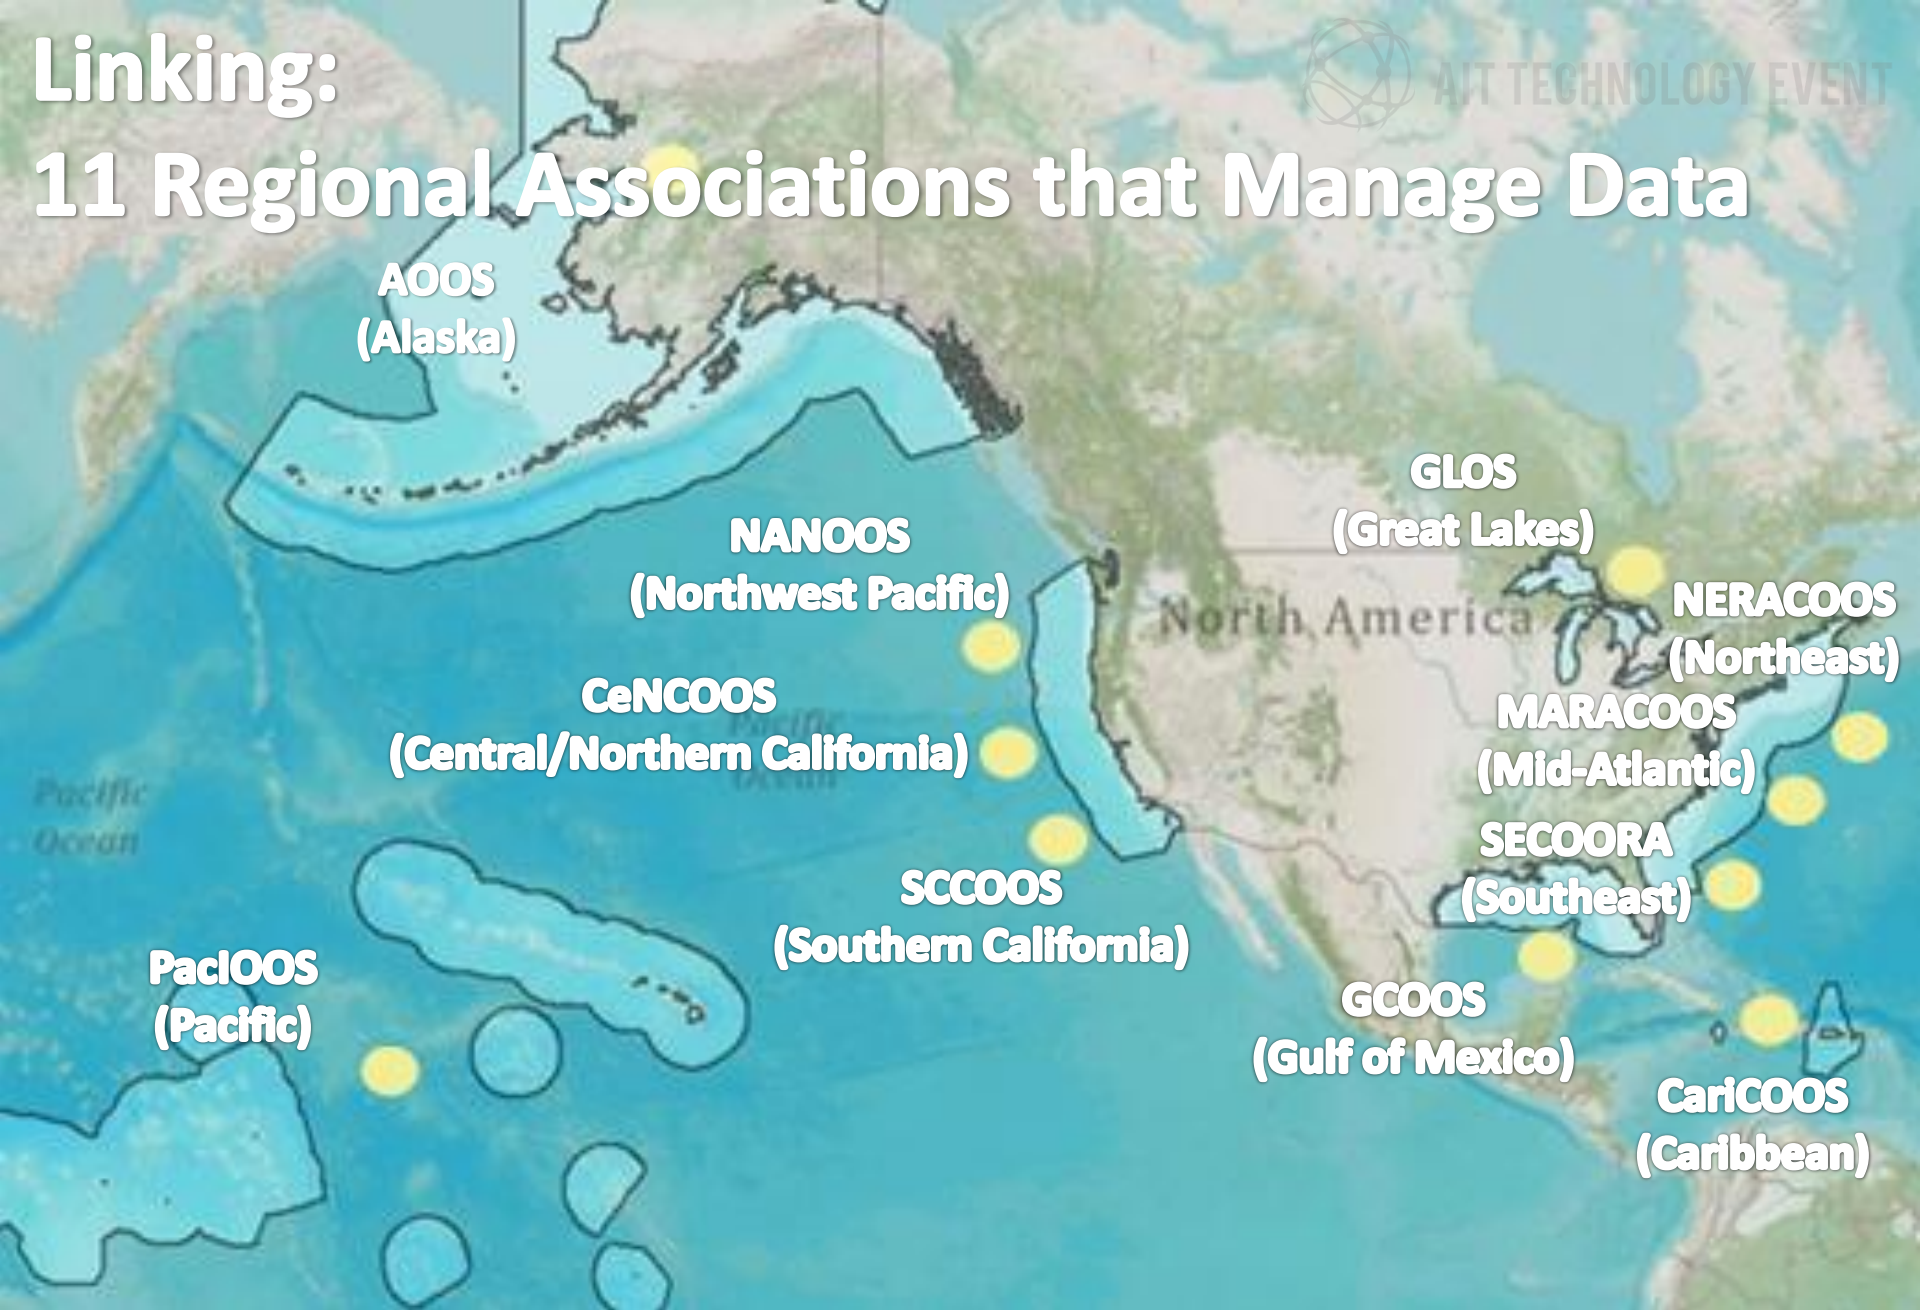 Linking:
11 Regional Associations that Manage Data
AIT TECHNOLOGY EVENT
AOOS
(Alaska)
NANOOS
(Northwest Pacific)
CeNCOOS
(Central/Northern California)
SCCOOS
(Southern California)
PacIOOS
(Pacific)
GLOS
(Great Lakes)
NERACOOS
(Northeast)
MARACOOS
(Mid-Atlantic)
SECOORA
(Southeast)
GCOOS
(Gulf of Mexico)
CariCOOS
(Caribbean)
North America
Pacific
Ocean
Pacific
Ocean